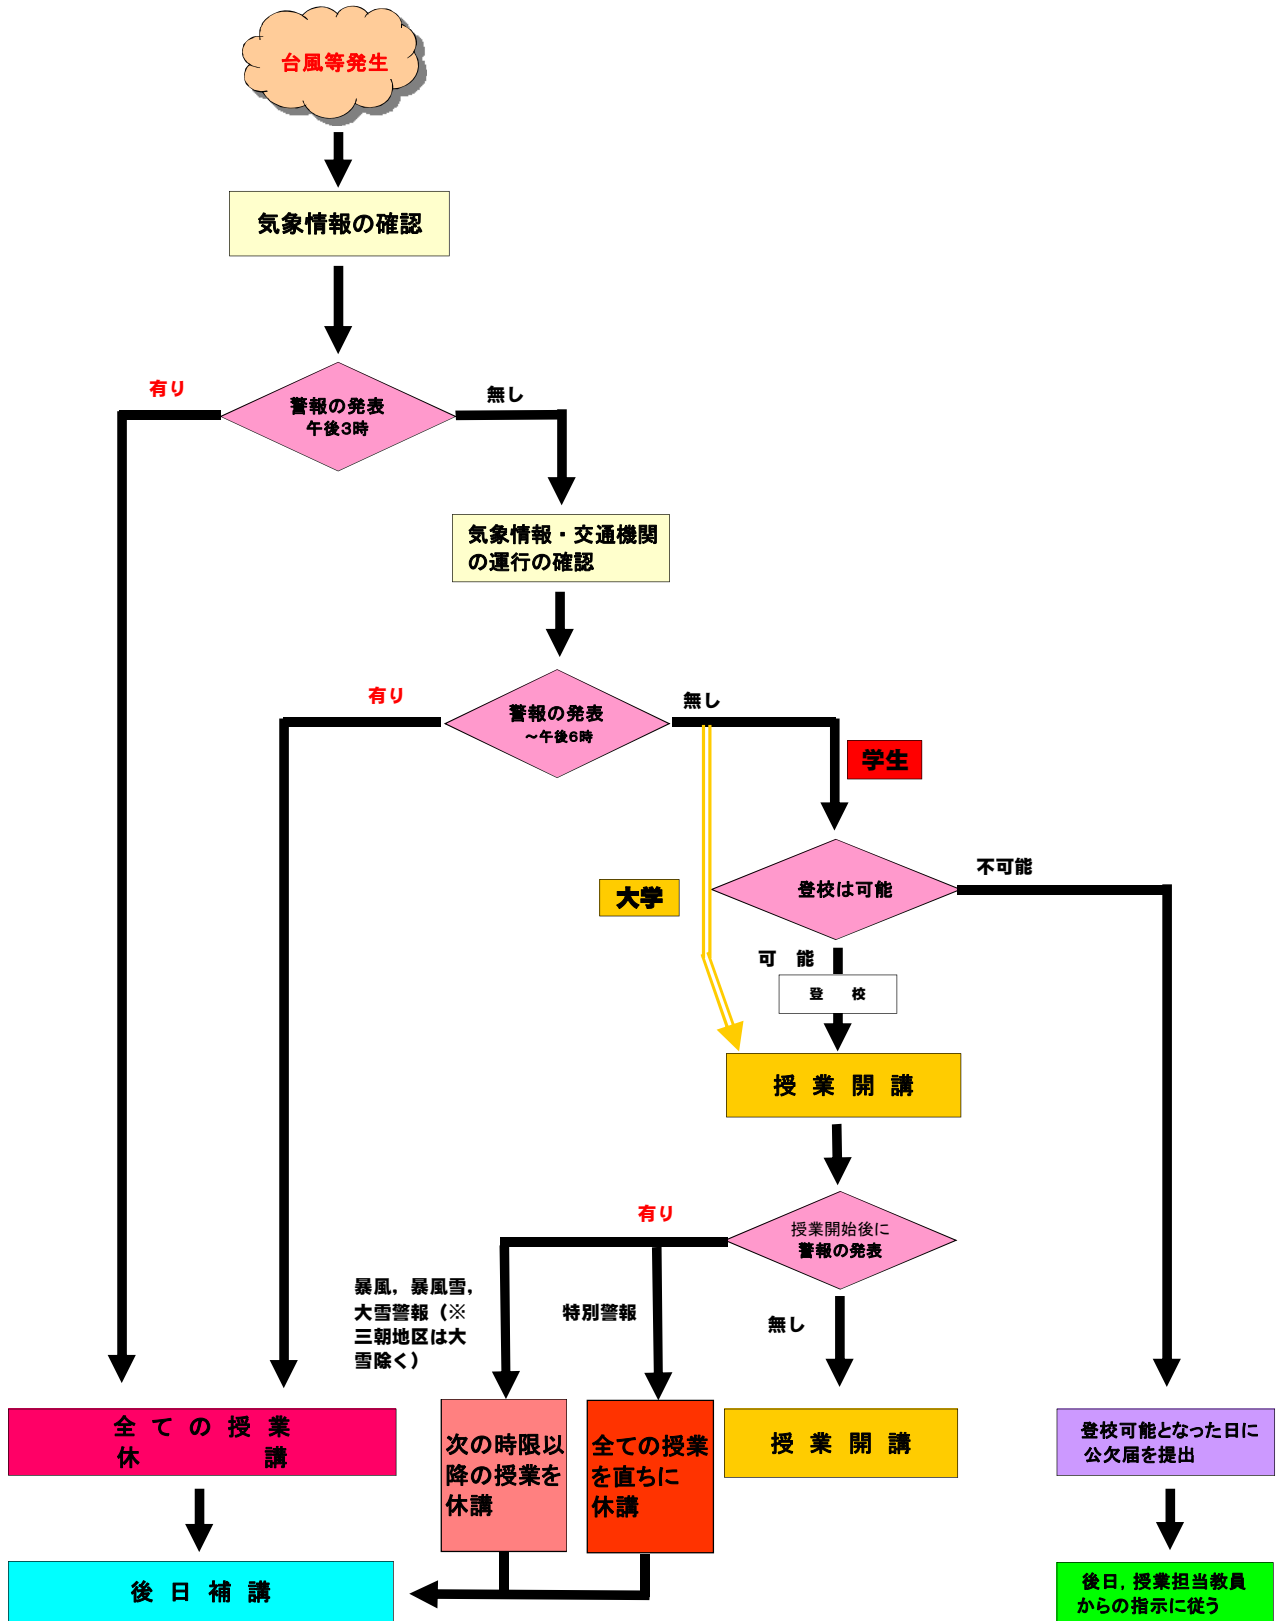 台風等発生
気象情報の確認
有り
無し
警報の発表
午後3時
気象情報・交通機関
の運行の確認
有り
無し
警報の発表
～午後6時
学生
大学
登校は可能
不可能
可　能
登　校
授 業 開 講
授業開始後に
警報の発表
有り
暴風，暴風雪，
大雪警報（※
三朝地区は大
雪除く）
特別警報
無し
全 て の 授 業
休　　　　講
次の時限以
降の授業を
休講
全ての授業
を直ちに
休講
授 業 開 講
登校可能となった日に
公欠届を提出
後 日 補 講
後日，授業担当教員
からの指示に従う